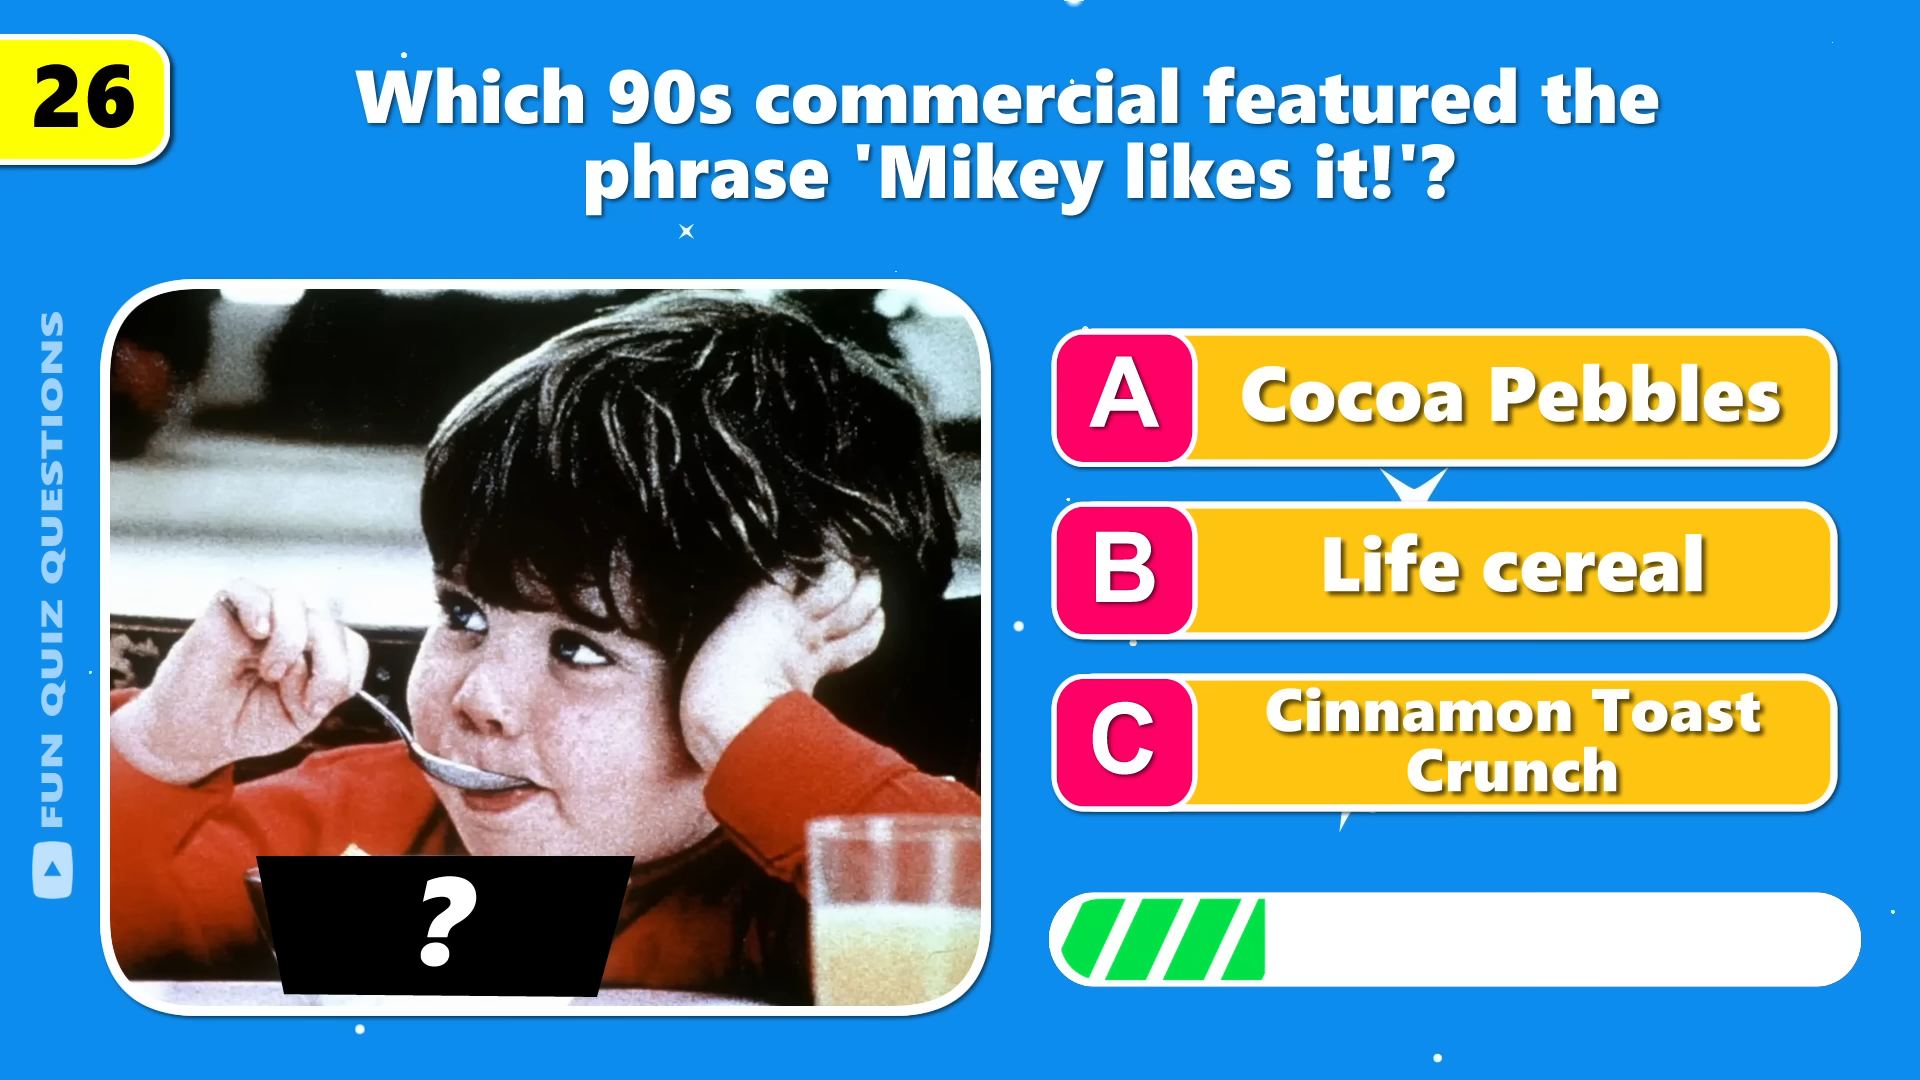 26
Which 90s commercial featured the
phrase 'Mikey likes it!'?
FUN QUIZ QUESTIONS
?
A
Cocoa Pebbles
B
Life cereal
C
Cinnamon Toast
Crunch